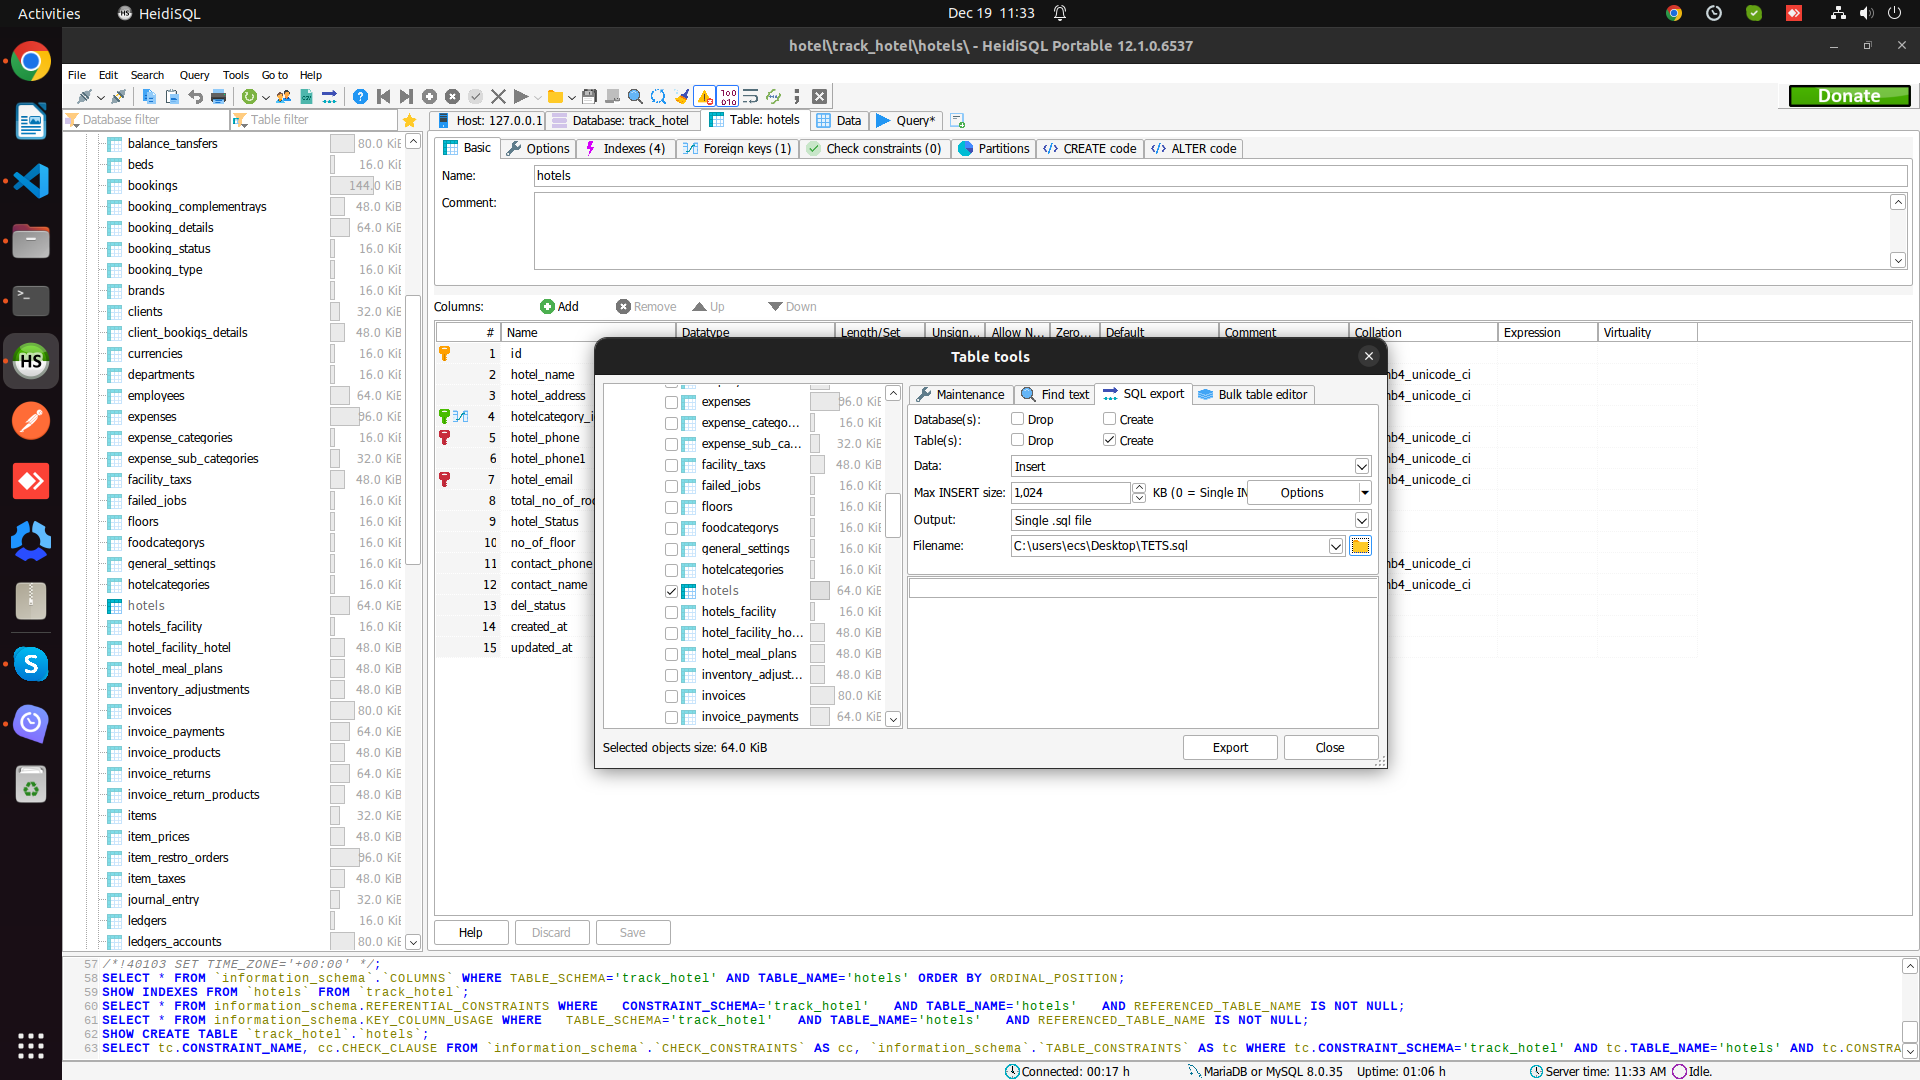 Activities
HeidiSQL
Dec 19 11:33
hotel\track_hotel\hotels\ - HeidiSQL Portable 12.1.0.6537
File Edit Search Query Tools Go to Help
Donate
Database filter
Table filter
Host: 127.0.0.1
Database: track_hotel
Table: hotels
Data
Query*
balance_tansfers 80.0 KiB
beds 16.0 KiB
bookings 144.0 KiB
booking_complementrays 48.0 KiB
booking_details 64.0 KiB
booking_status 16.0 KiB
booking_type 16.0 KiB
brands 16.0 KiB
clients 32.0 KiB
client_bookigs_details 48.0 KiB
currencies 16.0 KiB
departments 16.0 KiB
employees 64.0 KiB
expenses 96.0 KiB
expense_categories 16.0 KiB
expense_sub_categories 32.0 KiB
facility_taxs 48.0 KiB
failed_jobs 16.0 KiB
floors 16.0 KiB
foodcategorys 16.0 KiB
general_settings 16.0 KiB
hotelcategories 16.0 KiB
hotels 64.0 KiB
hotels_facility 16.0 KiB
hotel_facility_hotel 48.0 KiB
hotel_meal_plans 48.0 KiB
inventory_adjustments 48.0 KiB
invoices 80.0 KiB
invoice_payments 64.0 KiB
invoice_products 48.0 KiB
invoice_returns 64.0 KiB
invoice_return_products 48.0 KiB
items 32.0 KiB
item_prices 48.0 KiB
item_restro_orders 96.0 KiB
item_taxes 48.0 KiB
journal_entry 32.0 KiB
ledgers 16.0 KiB
ledgers_accounts 80.0 KiB
Basic
Options
Indexes (4)
Foreign keys (1)
Check constraints (0)
Partitions
CREATE code
ALTER code
Name: hotels
Comment:
Columns: Add Remove Up Down
# Name Datatype Length/Set Unsign... Allow N... Zero... Default Comment Collation Expression Virtuality
1 id
2 hotel_name nb4_unicode_ci
3 hotel_address nb4_unicode_ci
4 hotelcategory_i
5 hotel_phone nb4_unicode_ci
6 hotel_phone1 nb4_unicode_ci
7 hotel_email nb4_unicode_ci
8 total_no_of_roo
9 hotel_Status
10 no_of_floor
11 contact_phone nb4_unicode_ci
12 contact_name nb4_unicode_ci
13 del_status
14 created_at
15 updated_at
Table tools
expenses 96.0 KiB
expense_catego... 16.0 KiB
expense_sub_ca... 32.0 KiB
facility_taxs 48.0 KiB
failed_jobs 16.0 KiB
floors 16.0 KiB
foodcategorys 16.0 KiB
general_settings 16.0 KiB
hotelcategories 16.0 KiB
hotels 64.0 KiB
hotels_facility 16.0 KiB
hotel_facility_ho... 48.0 KiB
hotel_meal_plans 48.0 KiB
inventory_adjust... 48.0 KiB
invoices 80.0 KiB
invoice_payments 64.0 KiB
Maintenance
Find text
SQL export
Bulk table editor
Database(s): Drop Create
Table(s): Drop Create
Data: Insert
Max INSERT size: 1,024 KB (0 = Single IN Options
Output: Single .sql file
Filename: C:\users\ecs\Desktop\TETS.sql
Selected objects size: 64.0 KiB
Export
Close
Help
Discard
Save
57 /*!40103 SET TIME_ZONE='+00:00' */;
58 SELECT * FROM `information_schema`.`COLUMNS` WHERE TABLE_SCHEMA='track_hotel' AND TABLE_NAME='hotels' ORDER BY ORDINAL_POSITION;
59 SHOW INDEXES FROM `hotels` FROM `track_hotel`;
60 SELECT * FROM information_schema.REFERENTIAL_CONSTRAINTS WHERE CONSTRAINT_SCHEMA='track_hotel' AND TABLE_NAME='hotels' AND REFERENCED_TABLE_NAME IS NOT NULL;
61 SELECT * FROM information_schema.KEY_COLUMN_USAGE WHERE TABLE_SCHEMA='track_hotel' AND TABLE_NAME='hotels' AND REFERENCED_TABLE_NAME IS NOT NULL;
62 SHOW CREATE TABLE `track_hotel`.`hotels`;
63 SELECT tc.CONSTRAINT_NAME, cc.CHECK_CLAUSE FROM `information_schema`.`CHECK_CONSTRAINTS` AS cc, `information_schema`.`TABLE_CONSTRAINTS` AS tc WHERE tc.CONSTRAINT_SCHEMA='track_hotel' AND tc.TABLE_NAME='hotels' AND tc.CONSTRA
Connected: 00:17 h
MariaDB or MySQL 8.0.35
Uptime: 01:06 h
Server time: 11:33 AM
Idle.